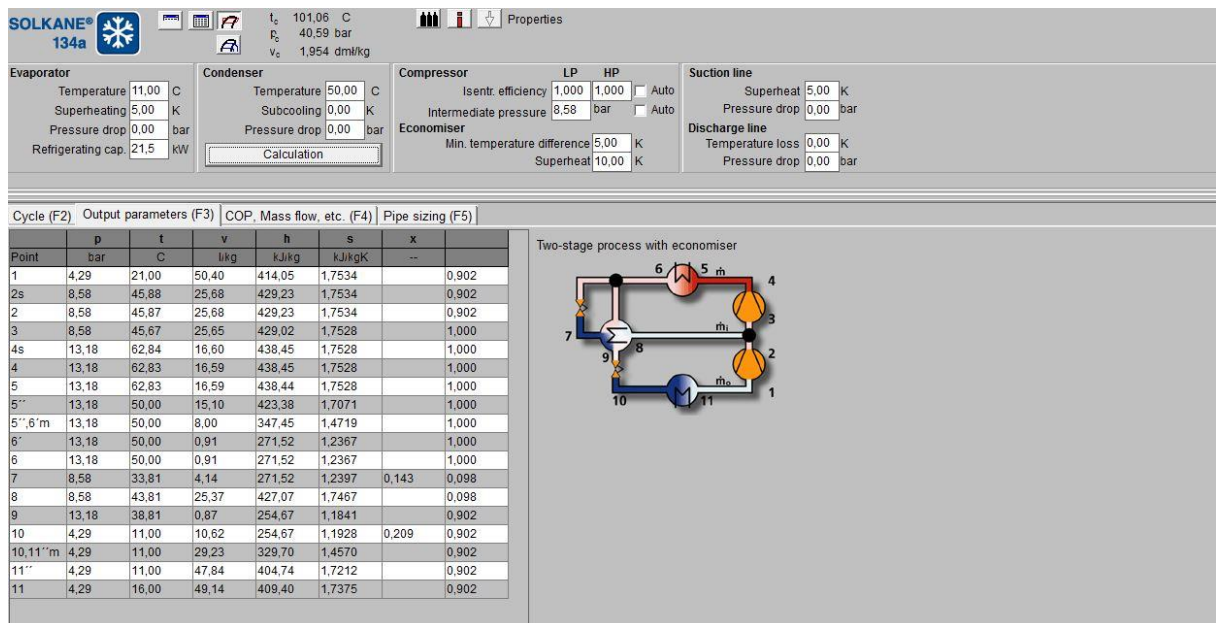 SOLKANE®
134a
tc 101,06 C
pc 40,59 bar
vc 1,954 dmł/kg
Properties
Evaporator
Temperature 11,00 C
Superheating 5,00 K
Pressure drop 0,00 bar
Refrigerating cap. 21,5 kW
Condenser
Temperature 50,00 C
Subcooling 0,00 K
Pressure drop 0,00 bar
Calculation
Compressor LP HP
Isentr. efficiency 1,000 1,000 Auto
Intermediate pressure 8,58 bar Auto
Economiser
Min. temperature difference 5,00 K
Superheat 10,00 K
Suction line
Superheat 5,00 K
Pressure drop 0,00 bar
Discharge line
Temperature loss 0,00 K
Pressure drop 0,00 bar
Cycle (F2) Output parameters (F3) COP, Mass flow, etc. (F4) Pipe sizing (F5)
p t v h s x
Point bar C l/kg kJ/kg kJ/kgK --
1 4,29 21,00 50,40 414,05 1,7534 0,902
2s 8,58 45,88 25,68 429,23 1,7534 0,902
2 8,58 45,87 25,68 429,23 1,7534 0,902
3 8,58 45,67 25,65 429,02 1,7528 1,000
4s 13,18 62,84 16,60 438,45 1,7528 1,000
4 13,18 62,83 16,59 438,45 1,7528 1,000
5 13,18 62,83 16,59 438,44 1,7528 1,000
5´´ 13,18 50,00 15,10 423,38 1,7071 1,000
5´´,6´m 13,18 50,00 8,00 347,45 1,4719 1,000
6´ 13,18 50,00 0,91 271,52 1,2367 1,000
6 13,18 50,00 0,91 271,52 1,2367 1,000
7 8,58 33,81 4,14 271,52 1,2397 0,143 0,098
8 8,58 43,81 25,37 427,07 1,7467 0,098
9 13,18 38,81 0,87 254,67 1,1841 0,902
10 4,29 11,00 10,62 254,67 1,1928 0,209 0,902
10,11´´m 4,29 11,00 29,23 329,70 1,4570 0,902
11´´ 4,29 11,00 47,84 404,74 1,7212 0,902
11 4,29 16,00 49,14 409,40 1,7375 0,902
Two-stage process with economiser
6 5 ṁ
4
3
7 ṁi
8
9
2
ṁo
1
10 11